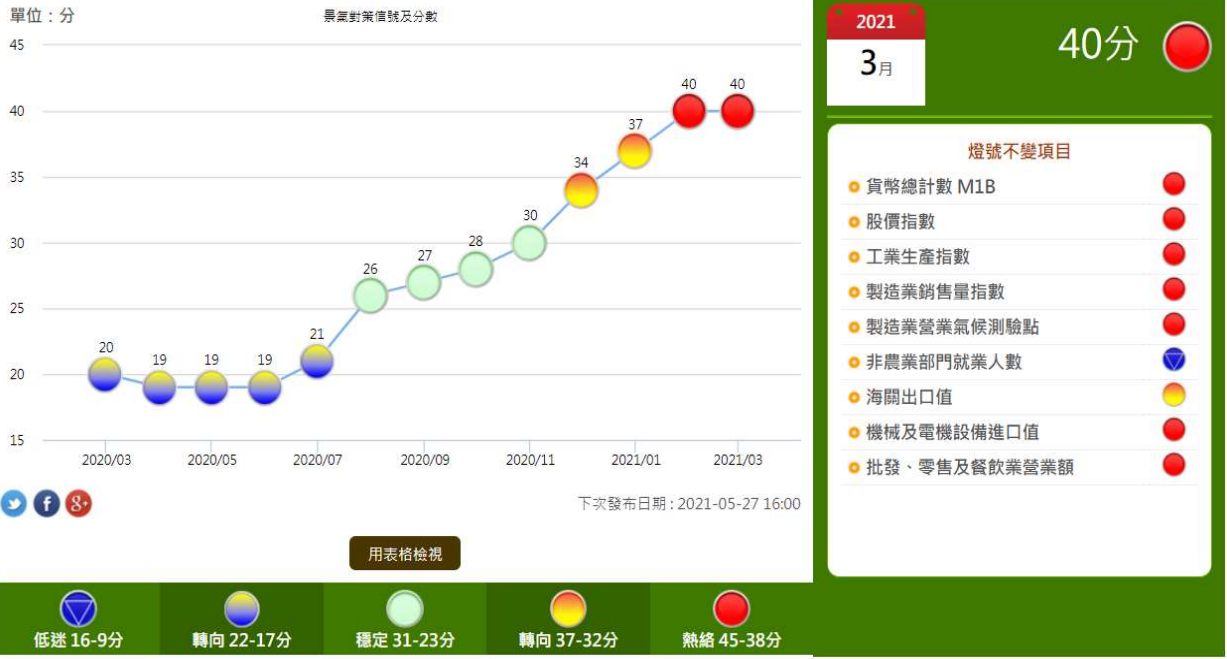 單位：分
景氣對策信號及分數
45
40
35
30
25
20
15
20
19
19
19
21
26
27
28
30
34
37
40
40
2020/03
2020/05
2020/07
2020/09
2020/11
2021/01
2021/03
下次發布日期 : 2021-05-27 16:00
用表格檢視
低迷 16-9分
轉向 22-17分
穩定 31-23分
轉向 37-32分
熱絡 45-38分
2021
3月
40分
燈號不變項目
貨幣總計數 M1B
股價指數
工業生產指數
製造業銷售量指數
製造業營業氣候測驗點
非農業部門就業人數
海關出口值
機械及電機設備進口值
批發、零售及餐飲業營業額